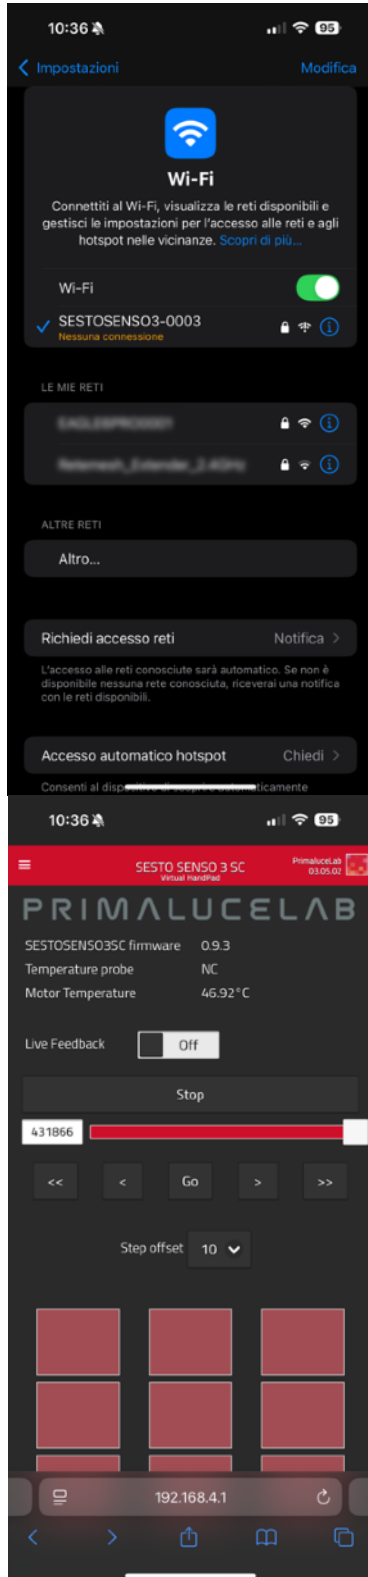 10:36
95
Impostazioni
Modifica
Wi-Fi
Connettiti al Wi-Fi, visualizza le reti disponibili e
gestisci le impostazioni per l'accesso alle reti e agli
hotspot nelle vicinanze. Scopri di più...
Wi-Fi
SESTOSENSO3-0003
Nessuna connessione
LE MIE RETI
ALTRE RETI
Altro...
Richiedi accesso reti
Notifica >
L'accesso alle reti conosciute sarà automatico. Se non è
disponibile nessuna rete conosciuta, riceverai una notifica
con le reti disponibili.
Accesso automatico hotspot
Chiedi >
10:36
95
SESTO SENSO 3 SC
Virtual HandPad
PrimaluceLab
03.05.02
PRIMALUCELAB
SESTOSENSO3SC firmware 0.9.3
Temperature probe NC
Motor Temperature 46.92°C
Live Feedback Off
Stop
431866
<< < Go > >>
Step offset 10
192.168.4.1